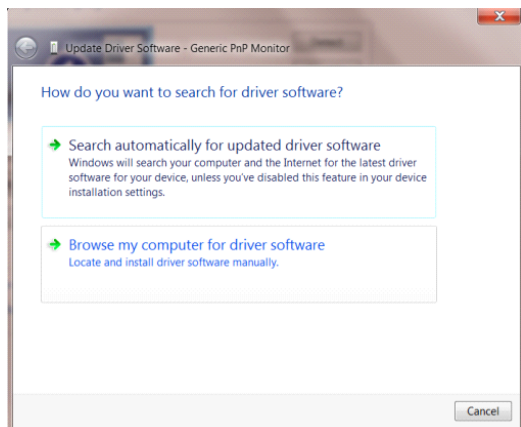 Update Driver Software - Generic PnP Monitor
How do you want to search for driver software?
Search automatically for updated driver software
Windows will search your computer and the Internet for the latest driver
software for your device, unless you've disabled this feature in your device
installation settings.
Browse my computer for driver software
Locate and install driver software manually.
Cancel